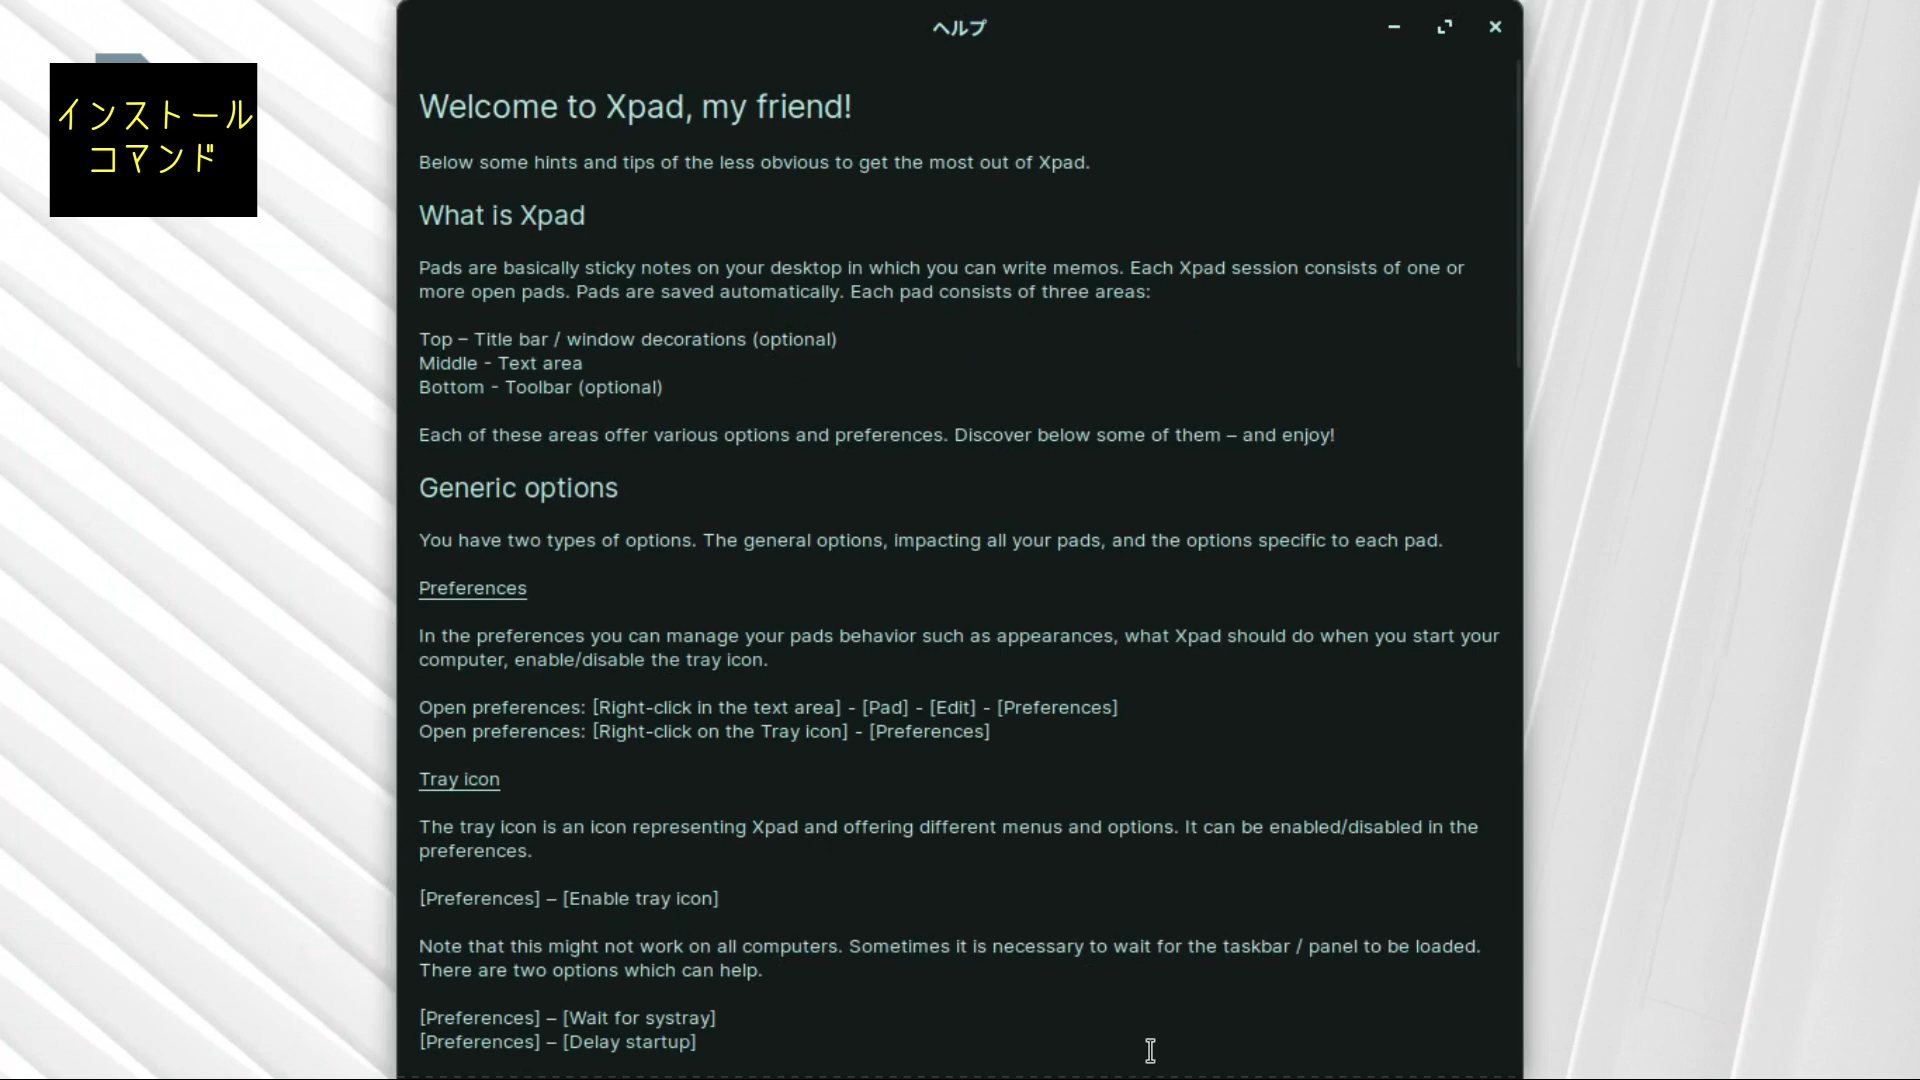 ヘルプ
インストール
コマンド
Welcome to Xpad, my friend!
Below some hints and tips of the less obvious to get the most out of Xpad.
What is Xpad
Pads are basically sticky notes on your desktop in which you can write memos. Each Xpad session consists of one or
more open pads. Pads are saved automatically. Each pad consists of three areas:
Top – Title bar / window decorations (optional)
Middle - Text area
Bottom - Toolbar (optional)
Each of these areas offer various options and preferences. Discover below some of them – and enjoy!
Generic options
You have two types of options. The general options, impacting all your pads, and the options specific to each pad.
Preferences
In the preferences you can manage your pads behavior such as appearances, what Xpad should do when you start your
computer, enable/disable the tray icon.
Open preferences: [Right-click in the text area] - [Pad] - [Edit] - [Preferences]
Open preferences: [Right-click on the Tray icon] - [Preferences]
Tray icon
The tray icon is an icon representing Xpad and offering different menus and options. It can be enabled/disabled in the
preferences.
[Preferences] – [Enable tray icon]
Note that this might not work on all computers. Sometimes it is necessary to wait for the taskbar / panel to be loaded.
There are two options which can help.
[Preferences] – [Wait for systray]
[Preferences] – [Delay startup]